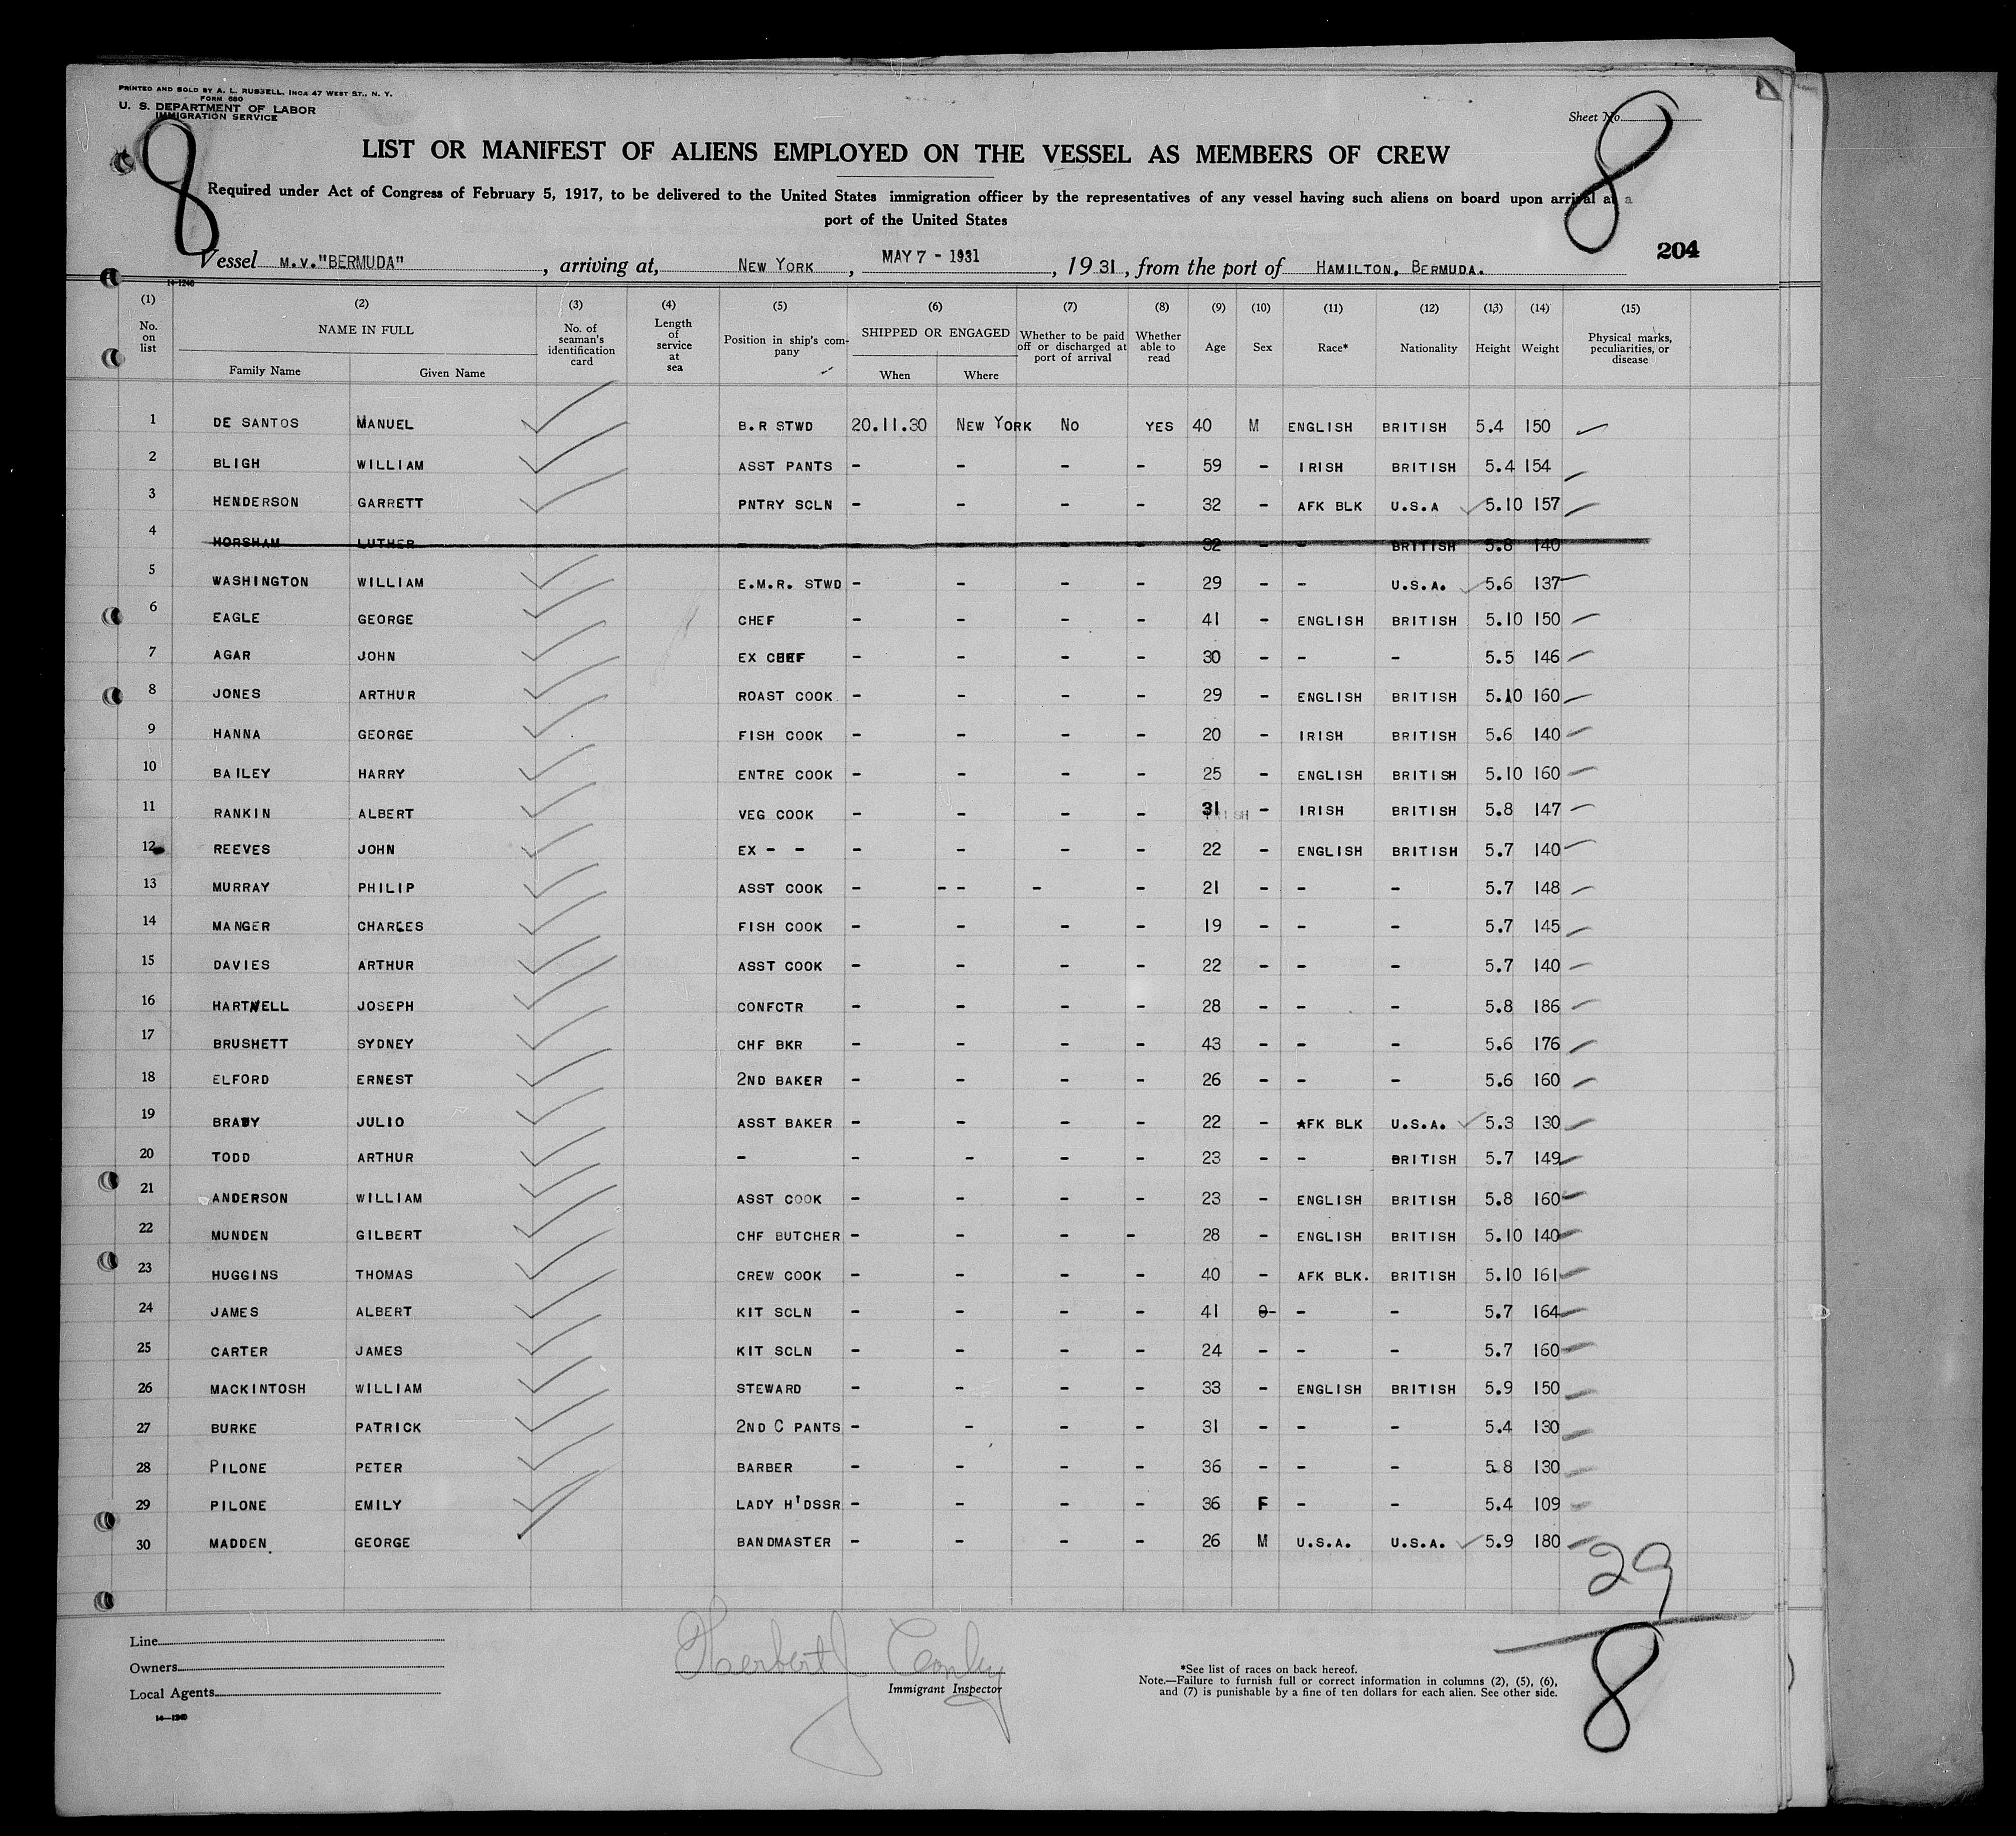 PRINTED AND SOLD BY A. L. RUSSELL, INC. 47 WEST ST., N. Y.
FORM 680
U. S. DEPARTMENT OF LABOR
IMMIGRATION SERVICE
Sheet No.
8 8
LIST OR MANIFEST OF ALIENS EMPLOYED ON THE VESSEL AS MEMBERS OF CREW
Required under Act of Congress of February 5, 1917, to be delivered to the United States immigration officer by the representatives of any vessel having such aliens on board upon arrival at a
port of the United States
204
Vessel M.V. "BERMUDA", arriving at, NEW YORK, MAY 7 - 1931, 1931, from the port of HAMILTON, BERMUDA.
14-1240
(1) (2) (3) (4) (5) (6) (7) (8) (9) (10) (11) (12) (13) (14) (15)
No. on list NAME IN FULL Family Name Given Name No. of seaman's identification card Length of service at sea Position in ship's company SHIPPED OR ENGAGED When Where Whether to be paid off or discharged at port of arrival Whether able to read Age Sex Race* Nationality Height Weight Physical marks, peculiarities, or disease
1 DE SANTOS MANUEL B.R STWD 20.11.30 NEW YORK NO YES 40 M ENGLISH BRITISH 5.4 150
2 BLIGH WILLIAM ASST PANTS - - - - 59 - IRISH BRITISH 5.4 154
3 HENDERSON GARRETT PNTRY SCLN - - - - 32 - AFK BLK U.S.A 5.10 157
4 HORSHAM LUTHER - - - - - 32 - - BRITISH 5.8 140
5 WASHINGTON WILLIAM E.M.R. STWD - - - - 29 - - U.S.A. 5.6 137
6 EAGLE GEORGE CHEF - - - - 41 - ENGLISH BRITISH 5.10 150
7 AGAR JOHN EX CHEF - - - - 30 - - - 5.5 146
8 JONES ARTHUR ROAST COOK - - - - 29 - ENGLISH BRITISH 5.10 160
9 HANNA GEORGE FISH COOK - - - - 20 - IRISH BRITISH 5.6 140
10 BAILEY HARRY ENTRE COOK - - - - 25 - ENGLISH BRITISH 5.10 160
11 RANKIN ALBERT VEG COOK - - - - 31 - IRISH BRITISH 5.8 147
12 REEVES JOHN EX - - - - - - 22 - ENGLISH BRITISH 5.7 140
13 MURRAY PHILIP ASST COOK - - - - - 21 - - - 5.7 148
14 MANGER CHARLES FISH COOK - - - - 19 - - - 5.7 145
15 DAVIES ARTHUR ASST COOK - - - - 22 - - - 5.7 140
16 HARTWELL JOSEPH CONFCTR - - - - 28 - - - 5.8 186
17 BRUSHETT SYDNEY CHF BKR - - - - 43 - - - 5.6 176
18 ELFORD ERNEST 2ND BAKER - - - - 26 - - - 5.6 160
19 JULIO ASST BAKER - - - - 22 - AFK BLK U.S.A. 5.3 130
20 TODD ARTHUR - - - - - 23 - - BRITISH 5.7 149
21 ANDERSON WILLIAM ASST COOK - - - - 23 - ENGLISH BRITISH 5.8 160
22 MUNDEN GILBERT CHF BUTCHER - - - - 28 - ENGLISH BRITISH 5.10 140
23 HUGGINS THOMAS CREW COOK - - - - 40 - AFK BLK. BRITISH 5.10 161
24 JAMES ALBERT KIT SCLN - - - - 41 - - - 5.7 164
25 CARTER JAMES KIT SCLN - - - - 24 - - - 5.7 160
26 MACKINTOSH WILLIAM STEWARD - - - - 33 - ENGLISH BRITISH 5.9 150
27 BURKE PATRICK 2ND C PANTS - - - - 31 - - - 5.4 130
28 PILONE PETER BARBER - - - - 36 - - - 5.8 130
29 PILONE EMILY LADY H'DSSR - - - - 36 F - - 5.4 109
30 MADDEN. GEORGE BANDMASTER - - - - 26 M U.S.A. U.S.A. 5.9 180
29
8
Line
Owners
Local Agents
14-1240
Herbert J
Immigrant Inspector
*See list of races on back hereof.
Note.—Failure to furnish full or correct information in columns (2), (5), (6),
and (7) is punishable by a fine of ten dollars for each alien. See other side.